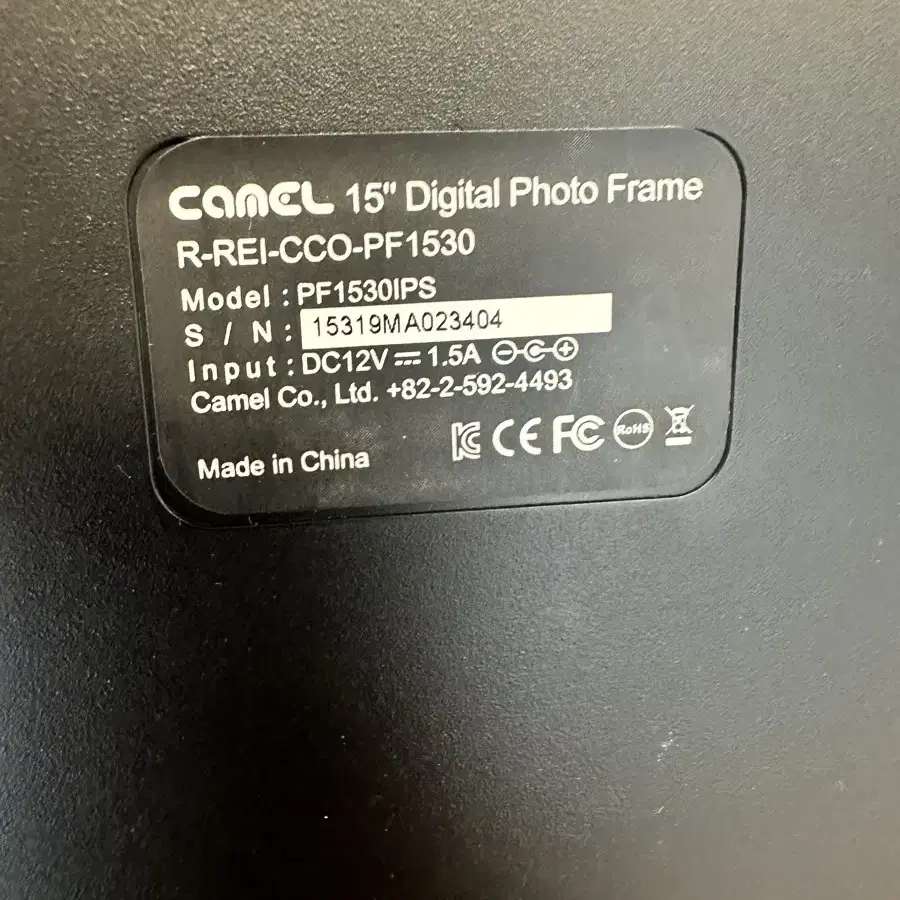 CAMEL 15" Digital Photo Frame
R-REI-CCO-PF1530
Model : PF1530IPS
S / N : 15319MA023404
Input : DC12V ⎓ 1.5A
Camel Co., Ltd. +82-2-592-4493
Made in China
CE FC RoHS